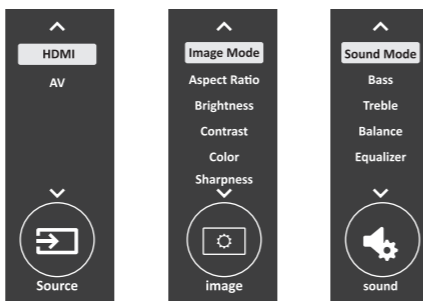 HDMI
AV
Source
Image Mode
Aspect Ratio
Brightness
Contrast
Color
Sharpness
image
Sound Mode
Bass
Treble
Balance
Equalizer
sound